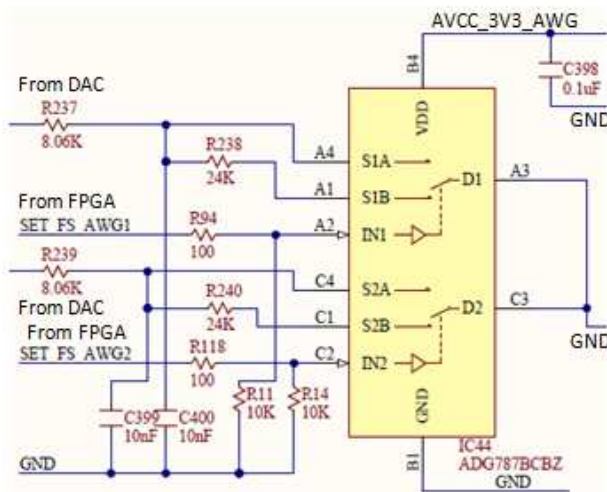 AVCC_3V3_AWG
B4
C398
0.1uF
GND
From DAC
R237
8.06K
VDD
R238
24K
A4
S1A
A1
S1B
D1
A3
From FPGA
SET_FS_AWG1
R94
100
A2
IN1
R239
8.06K
C4
S2A
From DAC
R240
24K
C1
S2B
D2
C3
From FPGA
SET_FS_AWG2
R118
100
C2
IN2
GND
C399
10nF
C400
10nF
R11
10K
R14
10K
GND
GND
B1
IC44
ADG787BCBZ
GND